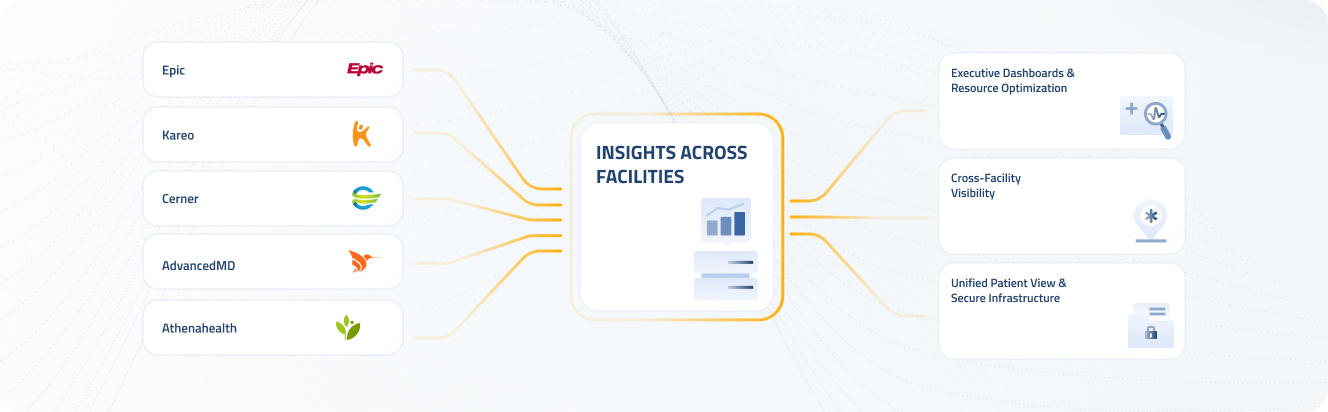 Epic
Epic
Kareo
Cerner
AdvancedMD
Athenahealth
INSIGHTS ACROSS
FACILITIES
Executive Dashboards &
Resource Optimization
Cross-Facility
Visibility
Unified Patient View &
Secure Infrastructure